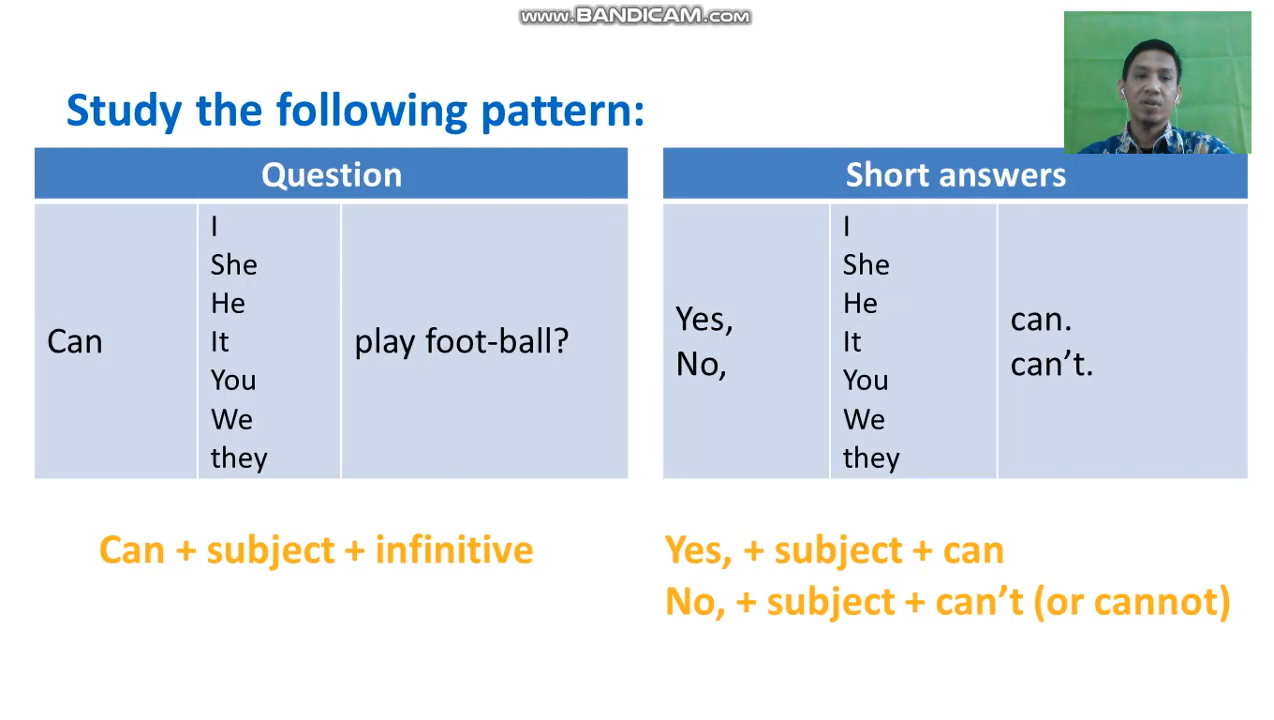 www.BANDICAM.com
Study the following pattern:
Question
Can
I
She
He
It
You
We
they
play foot-ball?
Short answers
Yes,
No,
I
She
He
It
You
We
they
can.
can’t.
Can + subject + infinitive
Yes, + subject + can
No, + subject + can’t (or cannot)